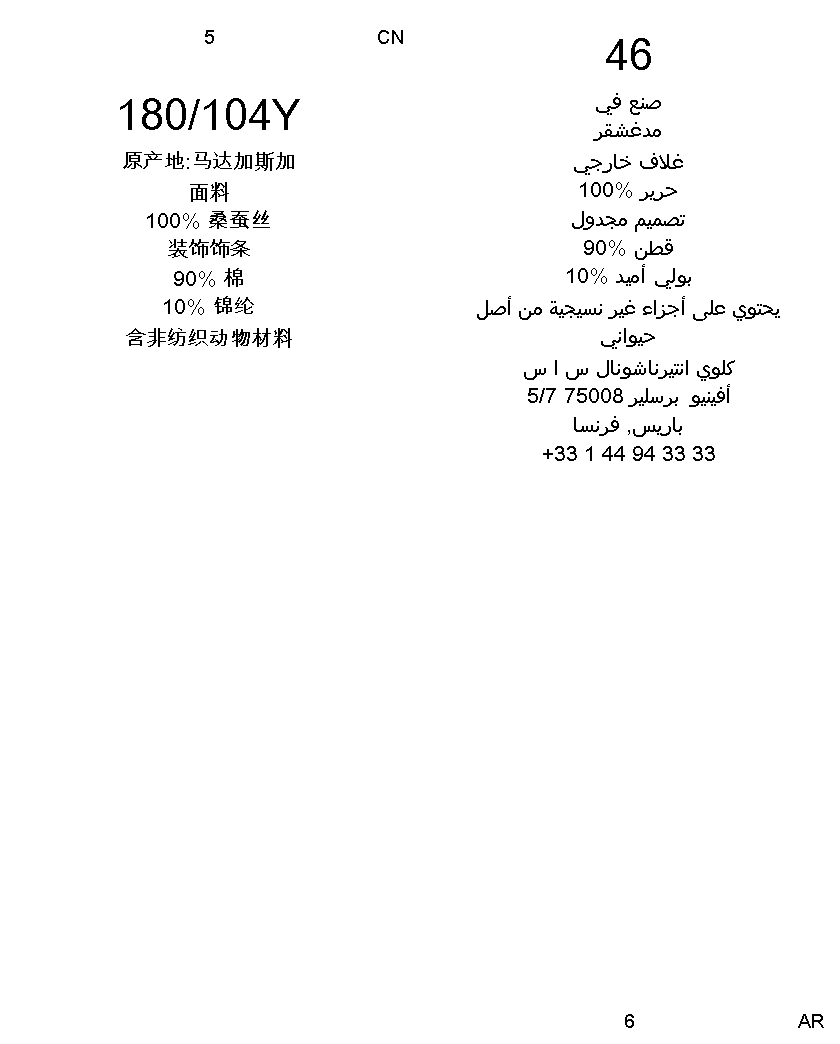 5
CN
180/104Y
原产地:马达加斯加
面料
100% 桑蚕丝
装饰饰条
90% 棉
10% 锦纶
含非纺织动物材料
46
صنع في
مدغشقر
غلاف خارجي
100% حرير
تصميم مجدول
90% قطن
10% بولي أميد
يحتوي على أجزاء غير نسيجية من أصل
حيواني
كلوي انتيرناشونال س ا س
5/7 75008 أفينيو برسلير
باريس, فرنسا
+33 1 44 94 33 33
6
AR